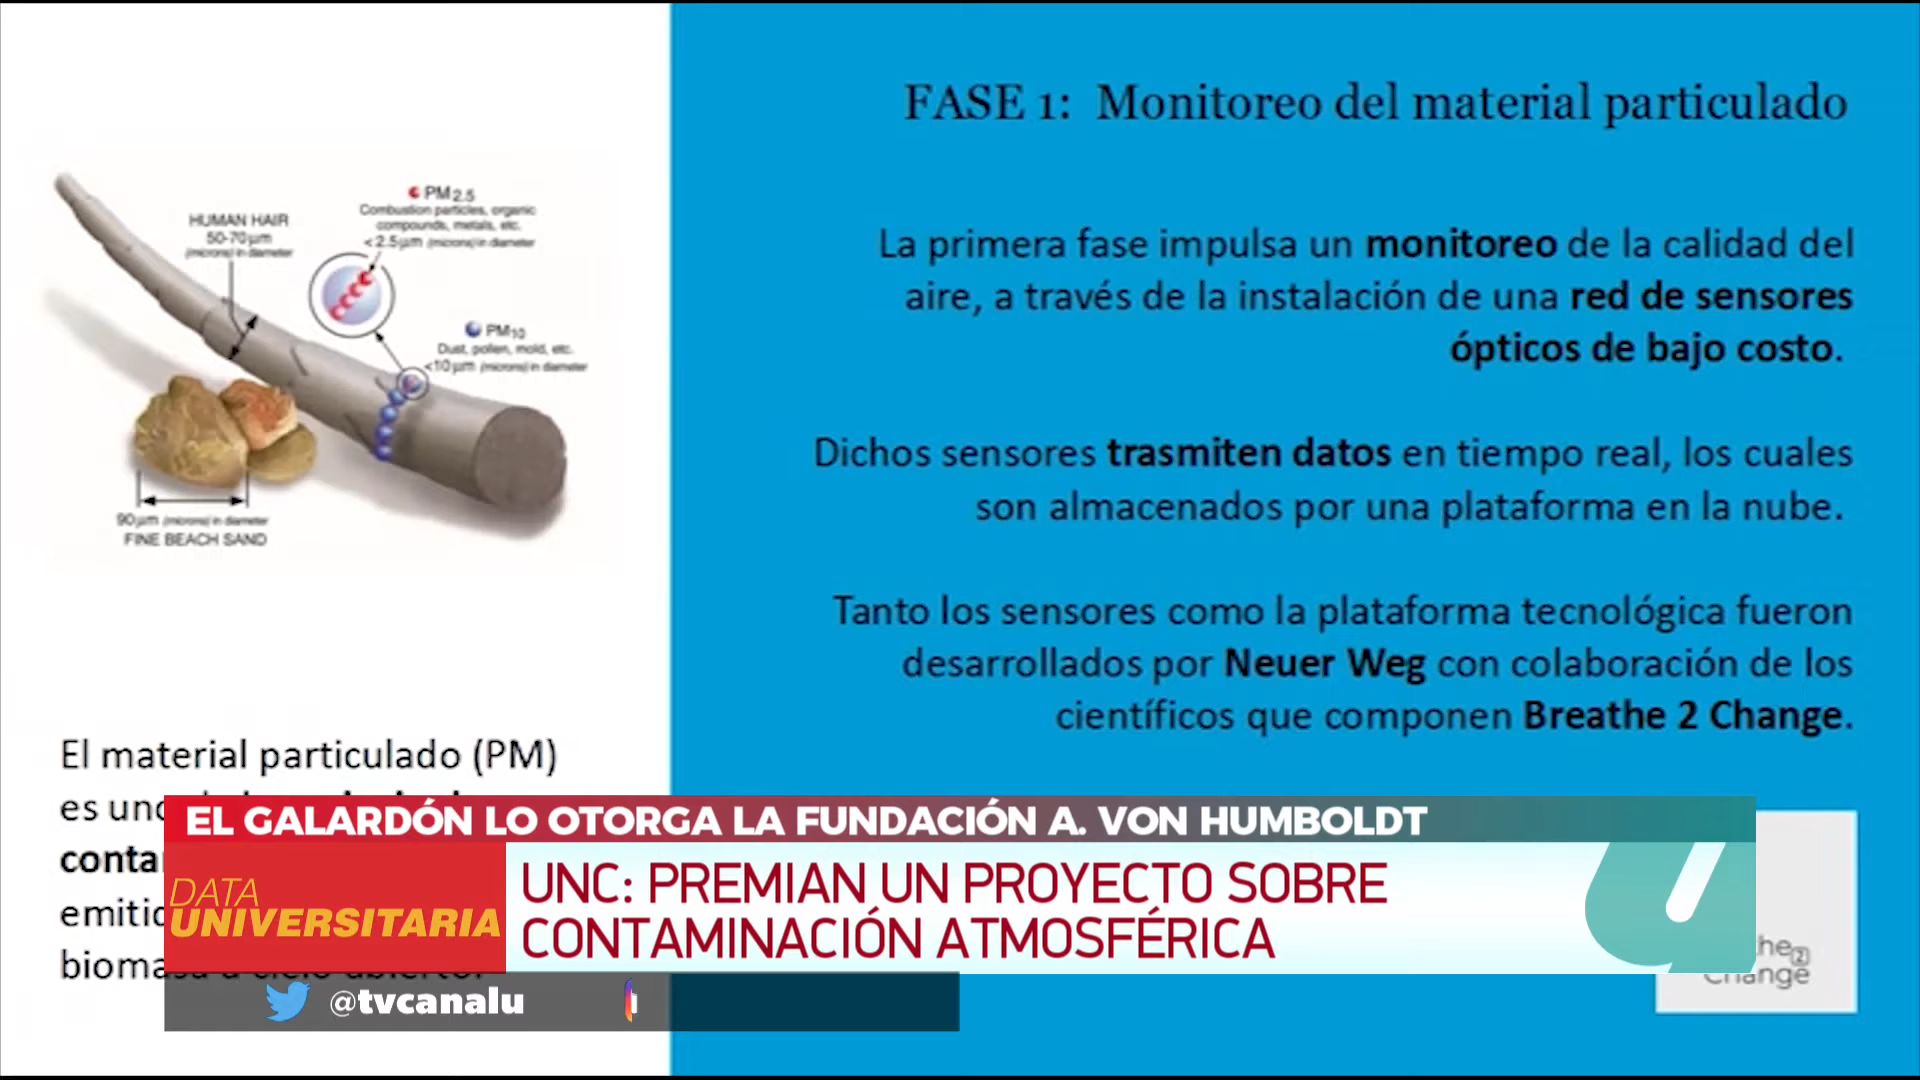 FASE 1: Monitoreo del material particulado
HUMAN HAIR
50-70µm
(microns) in diameter
PM2.5
Combustion particles, organic
compounds, metals, etc.
<2.5µm (microns) in diameter
PM10
Dust, pollen, mold, etc.
<10µm (microns) in diameter
90µm (microns) in diameter
FINE BEACH SAND
La primera fase impulsa un monitoreo de la calidad del
aire, a través de la instalación de una red de sensores
ópticos de bajo costo.
Dichos sensores trasmiten datos en tiempo real, los cuales
son almacenados por una plataforma en la nube.
Tanto los sensores como la plataforma tecnológica fueron
desarrollados por Neuer Weg con colaboración de los
científicos que componen Breathe 2 Change.
El material particulado (PM)
es
EL GALARDÓN LO OTORGA LA FUNDACIÓN A. VON HUMBOLDT
DATA
UNIVERSITARIA
UNC: PREMIAN UN PROYECTO SOBRE
CONTAMINACIÓN ATMOSFÉRICA
@tvcanalu
2
Change